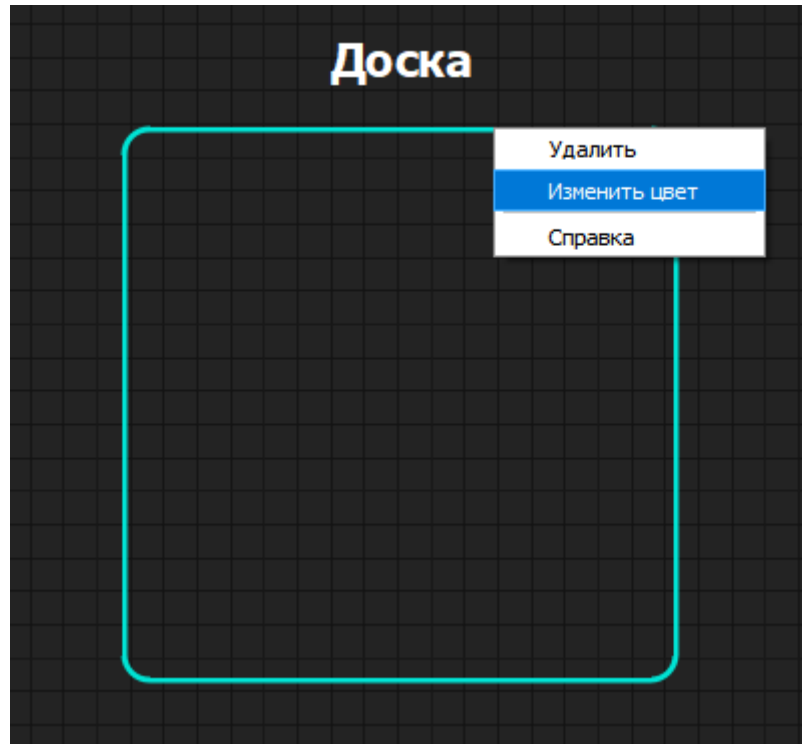 Доска
Удалить
Изменить цвет
Справка